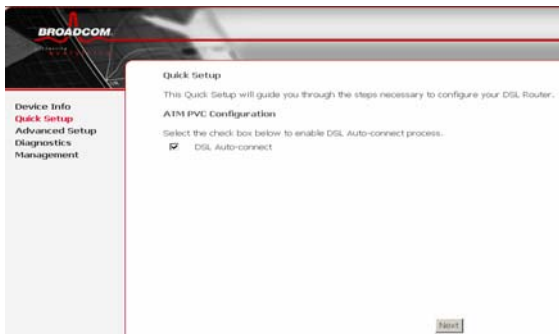 BROADCOM
Quick Setup
This Quick Setup will guide you through the steps necessary to configure your DSL Router.
ATM PVC Configuration
Select the check box below to enable DSL Auto-connect process.
DSL Auto-connect
Device Info
Quick Setup
Advanced Setup
Diagnostics
Management
Next